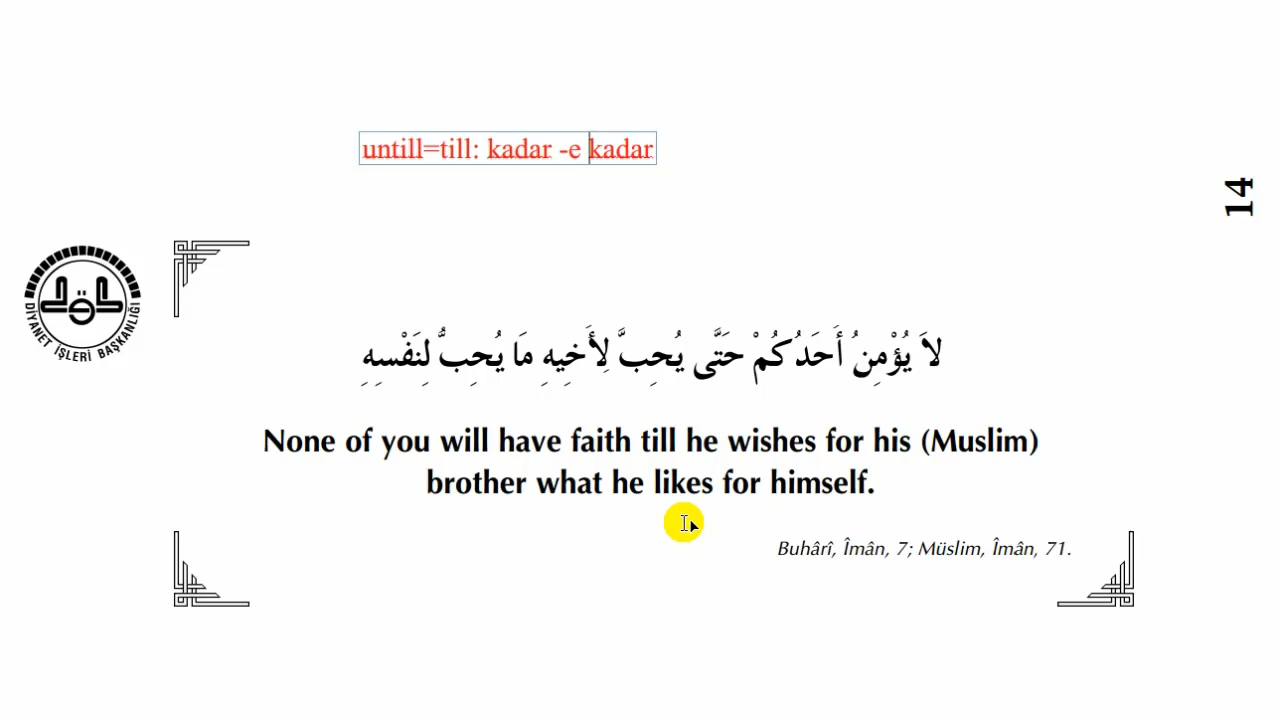 untill=till: kadar -e kadar
14
DİYANET İŞLERİ BAŞKANLIĞI
لاَ يُؤْمِنُ أَحَدُكُمْ حَتَّى يُحِبَّ لِأَخِيهِ مَا يُحِبُّ لِنَفْسِهِ
None of you will have faith till he wishes for his (Muslim)
brother what he likes for himself.
Buhârî, Îmân, 7; Müslim, Îmân, 71.